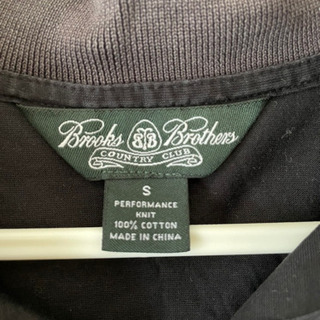 Brooks Brothers
COUNTRY CLUB
S
PERFORMANCE
KNIT
100% COTTON
MADE IN CHINA